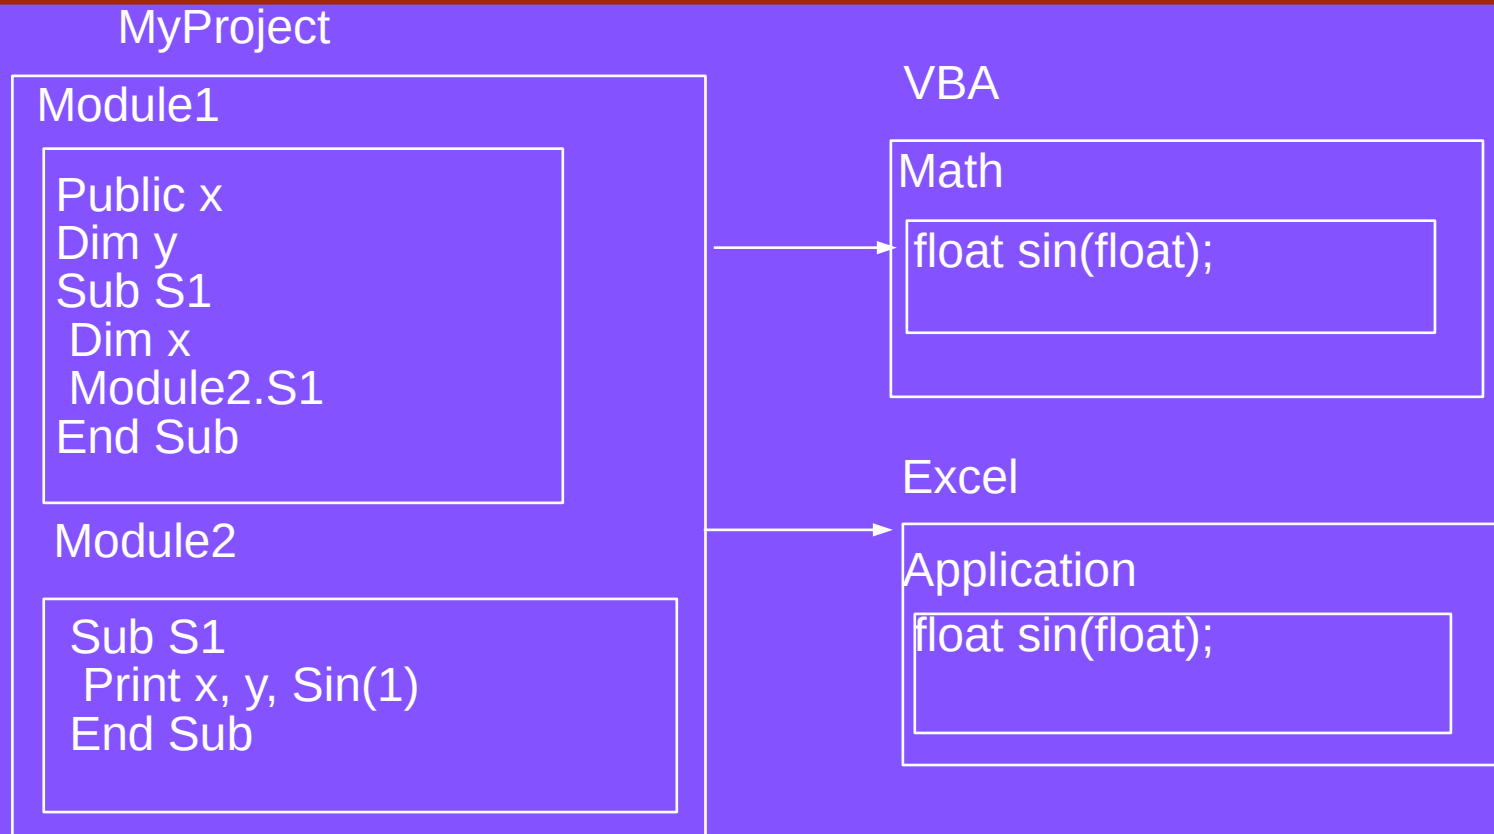 MyProject
Module1
Public x
Dim y
Sub S1
Dim x
Module2.S1
End Sub
Module2
Sub S1
Print x, y, Sin(1)
End Sub
VBA
Math
float sin(float);
Excel
Application
float sin(float);